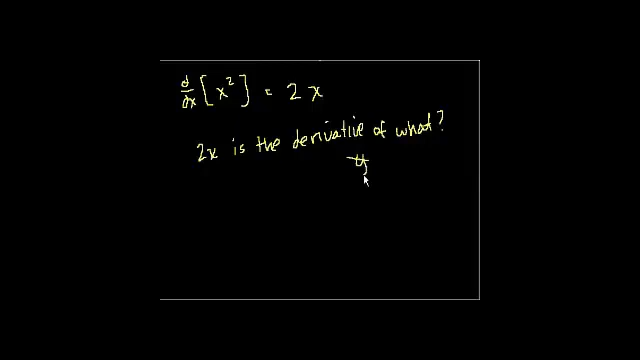 d/dx [x²] = 2x
2x is the derivative of what?